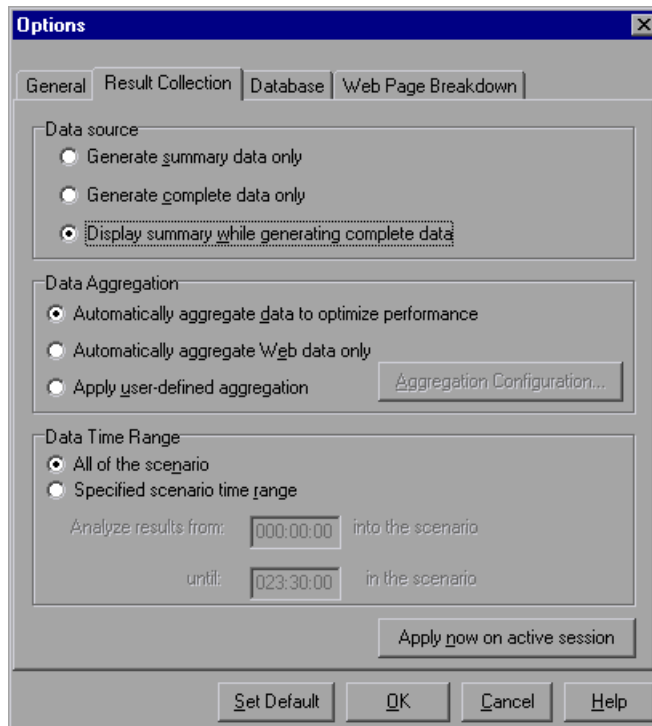 Options
General Result Collection Database Web Page Breakdown
Data source
Generate summary data only
Generate complete data only
Display summary while generating complete data
Data Aggregation
Automatically aggregate data to optimize performance
Automatically aggregate Web data only
Apply user-defined aggregation Aggregation Configuration...
Data Time Range
All of the scenario
Specified scenario time range
Analyze results from: 000:00:00 into the scenario
until: 023:30:00 in the scenario
Apply now on active session
Set Default OK Cancel Help